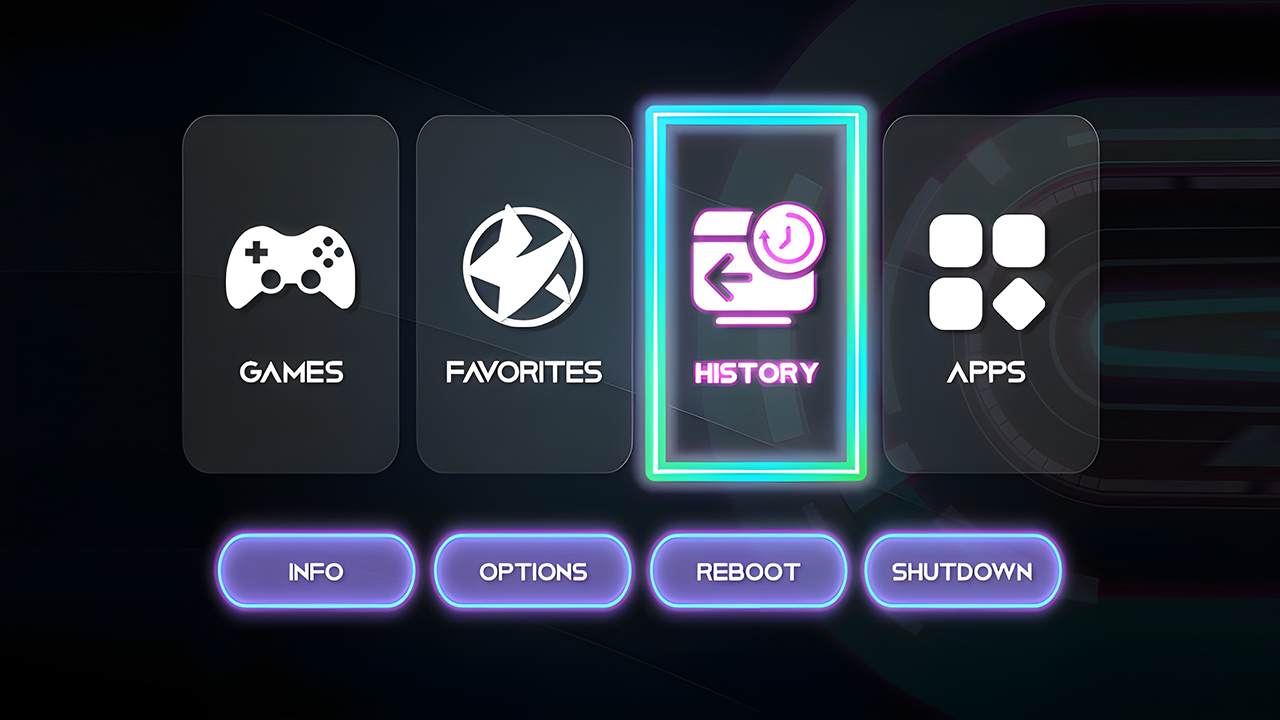 GAMES
FAVORITES
HISTORY
APPS
INFO
OPTIONS
REBOOT
SHUTDOWN